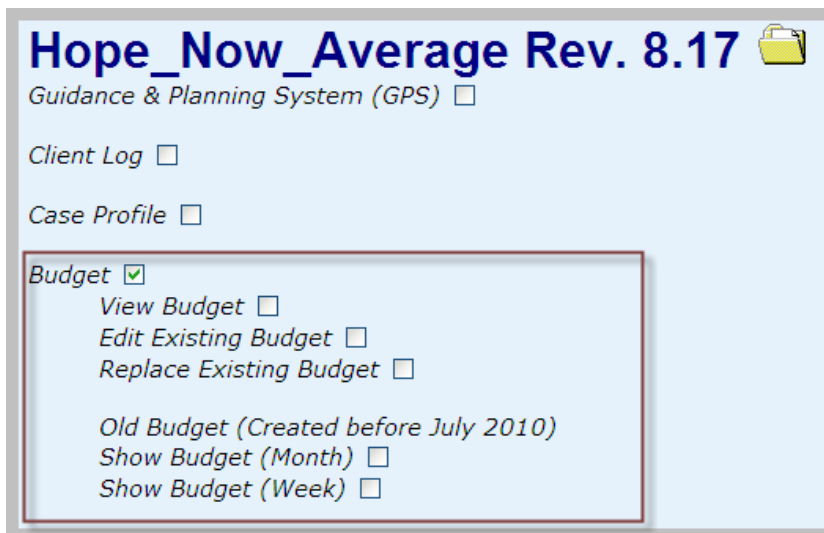 Hope_Now_Average Rev. 8.17
Guidance & Planning System (GPS)
Client Log
Case Profile
Budget
View Budget
Edit Existing Budget
Replace Existing Budget
Old Budget (Created before July 2010)
Show Budget (Month)
Show Budget (Week)